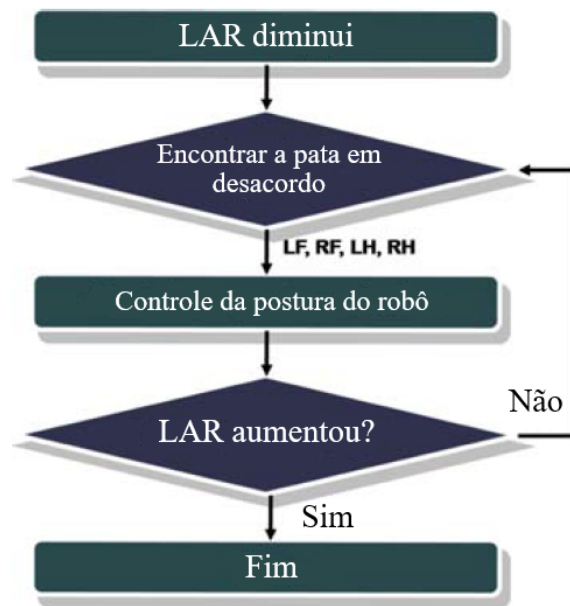 LAR diminui
Encontrar a pata em
desacordo
LF, RF, LH, RH
Controle da postura do robô
LAR aumentou?
Não
Sim
Fim